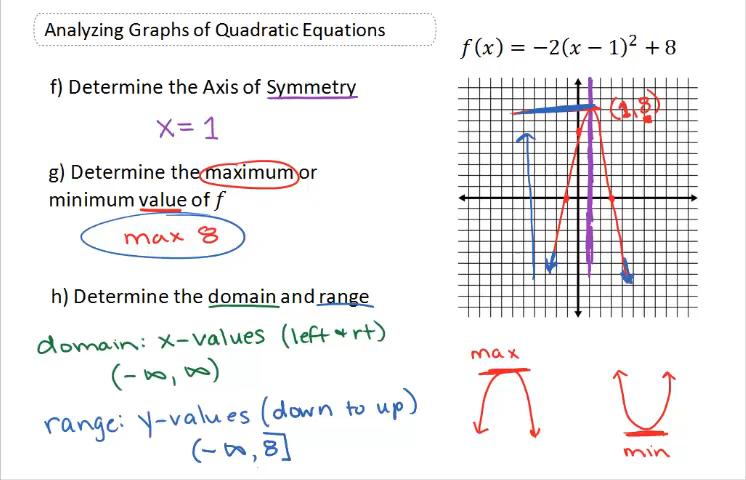 Analyzing Graphs of Quadratic Equations
f(x) = −2(x − 1)² + 8
f) Determine the Axis of Symmetry
x = 1
(1, 8)
g) Determine the maximum or
minimum value of f
max 8
h) Determine the domain and range
domain: x-values (left + rt)
(-∞, ∞)
range: y-values (down to up)
(-∞, 8]
max
min